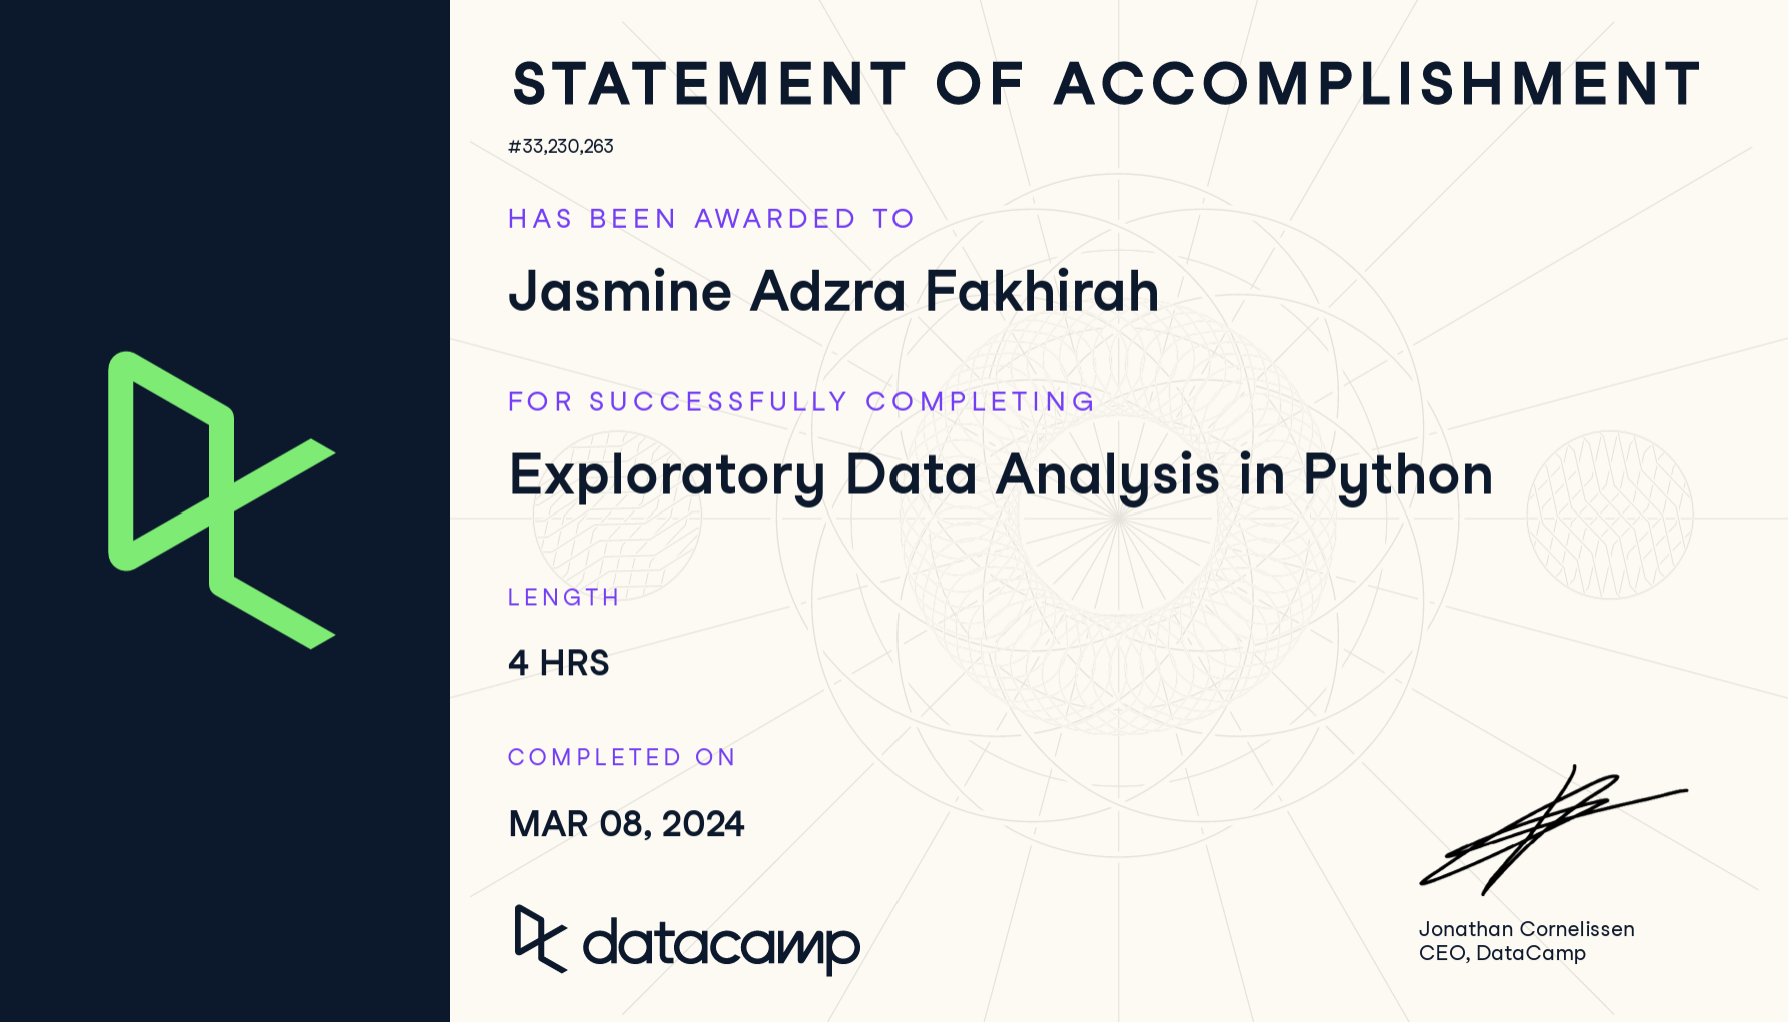 STATEMENT OF ACCOMPLISHMENT
#33,230,263
HAS BEEN AWARDED TO
Jasmine Adzra Fakhirah
FOR SUCCESSFULLY COMPLETING
Exploratory Data Analysis in Python
LENGTH
4 HRS
COMPLETED ON
MAR 08, 2024
datacamp
Jonathan Cornelissen
CEO, DataCamp